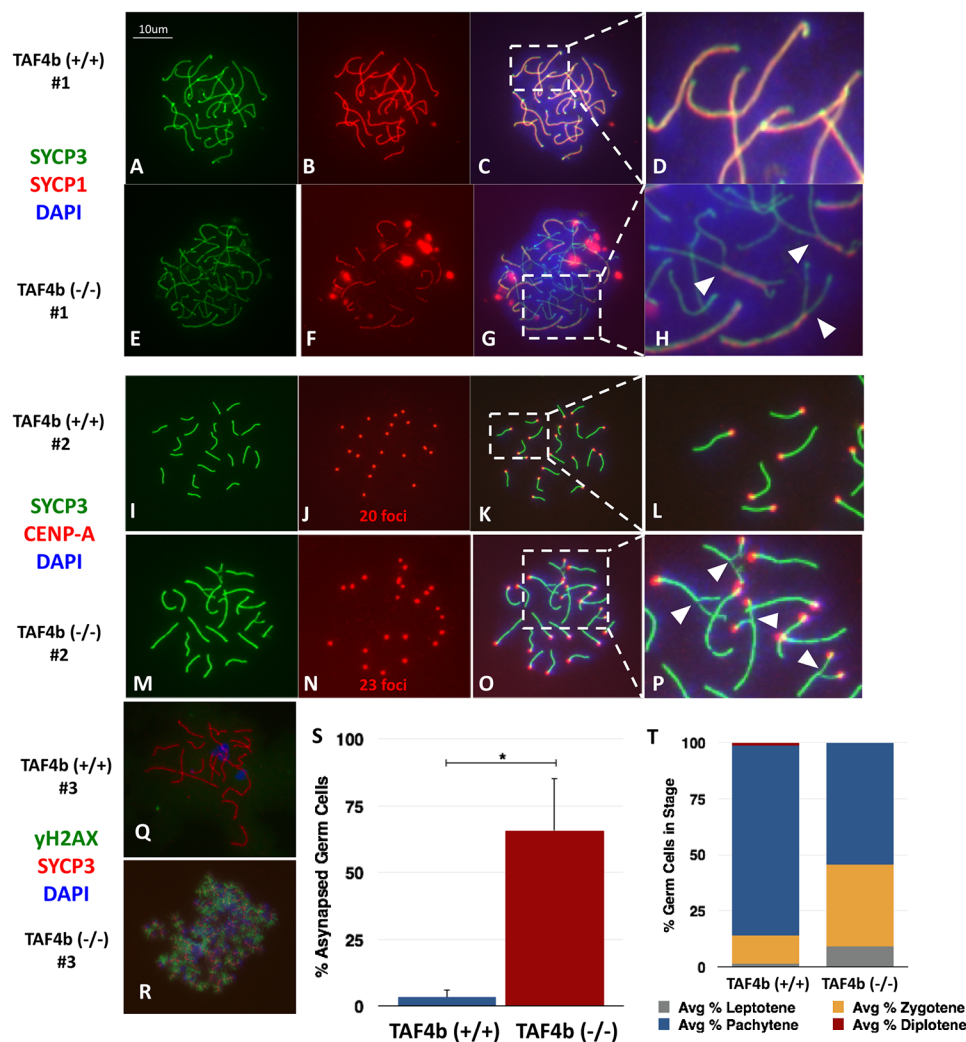 10um
TAF4b (+/+)
#1
A
B
C
D
SYCP3
SYCP1
DAPI
TAF4b (-/-)
#1
E
F
G
H
TAF4b (+/+)
#2
I
J
20 foci
K
L
SYCP3
CENP-A
DAPI
TAF4b (-/-)
#2
M
N
23 foci
O
P
TAF4b (+/+)
#3
Q
yH2AX
SYCP3
DAPI
TAF4b (-/-)
#3
R
S
% Asynapsed Germ Cells
100
75
50
25
0
*
TAF4b (+/+)
TAF4b (-/-)
T
% Germ Cells in Stage
100
75
50
25
0
TAF4b (+/+)
TAF4b (-/-)
Avg % Leptotene
Avg % Zygotene
Avg % Pachytene
Avg % Diplotene